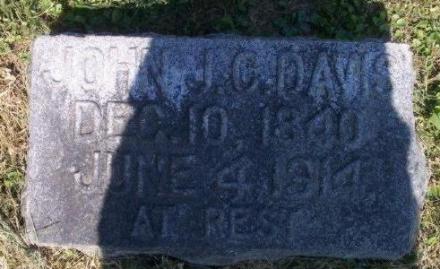 JOHN J. C. DAVIS
DEC. 10, 1840
JUNE 4, 1914.
AT REST